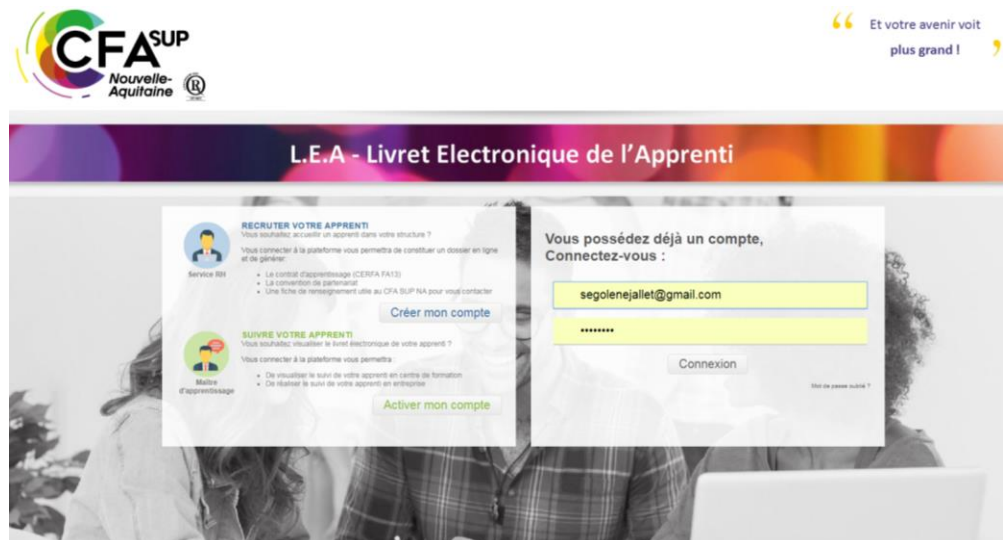 CFA SUP
Nouvelle-
Aquitaine
R
“ Et votre avenir voit
plus grand ! ”
L.E.A - Livret Electronique de l’Apprenti
Service RH
RECRUTER VOTRE APPRENTI
Vous souhaitez accueillir un apprenti dans votre structure ?
Vous connecter à la plateforme vous permettra de constituer un dossier en ligne
et de générer:
• Le contrat d'apprentissage (CERFA FA13)
• La convention de partenariat
• Une fiche de renseignement utile au CFA SUP NA pour vous contacter
Créer mon compte
Maître
d'apprentissage
SUIVRE VOTRE APPRENTI
Vous souhaitez visualiser le livret électronique de votre apprenti ?
Vous connecter à la plateforme vous permettra :
• De visualiser le suivi de votre apprenti en centre de formation
• De réaliser le suivi de votre apprenti en entreprise
Activer mon compte
Vous possédez déjà un compte,
Connectez-vous :
segolenejallet@gmail.com
••••••••
Connexion
Mot de passe oublié ?